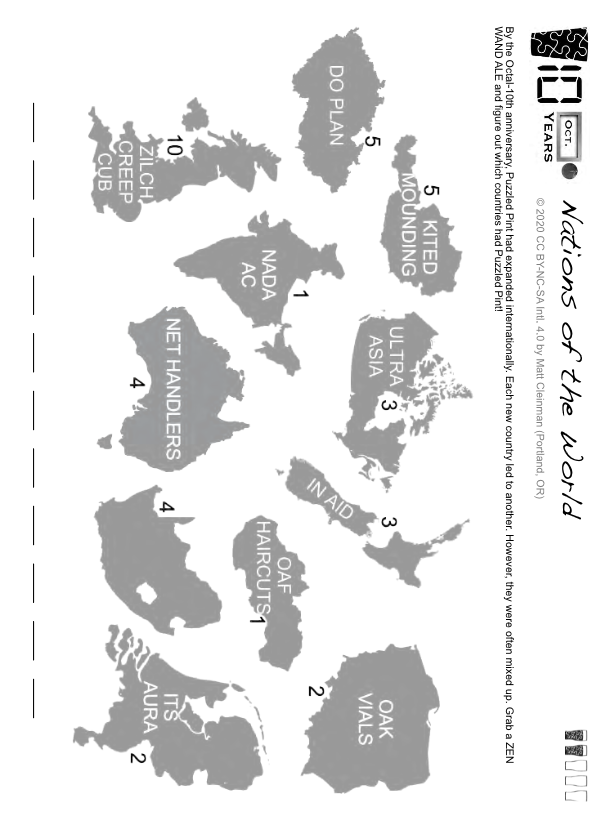 10
OCT.
YEARS
Nations of the World
© 2020 CC BY-NC-SA Intl. 4.0 by Matt Cleinman (Portland, OR)
By the Octal-10th anniversary, Puzzled Pint had expanded internationally. Each new country led to another. However, they were often mixed up. Grab a ZEN
WAND ALE and figure out which countries had Puzzled Pint!
DO PLAN
5
KITED
MOUNDING
5
ULTRA
ASIA
3
IN AID
3
OAK
VIALS
2
ZILCH
CREEP
CUB
10
NADA
AC
1
NET HANDLERS
4
OAF
HAIRCUTS
1
4
ITS
AURA
2